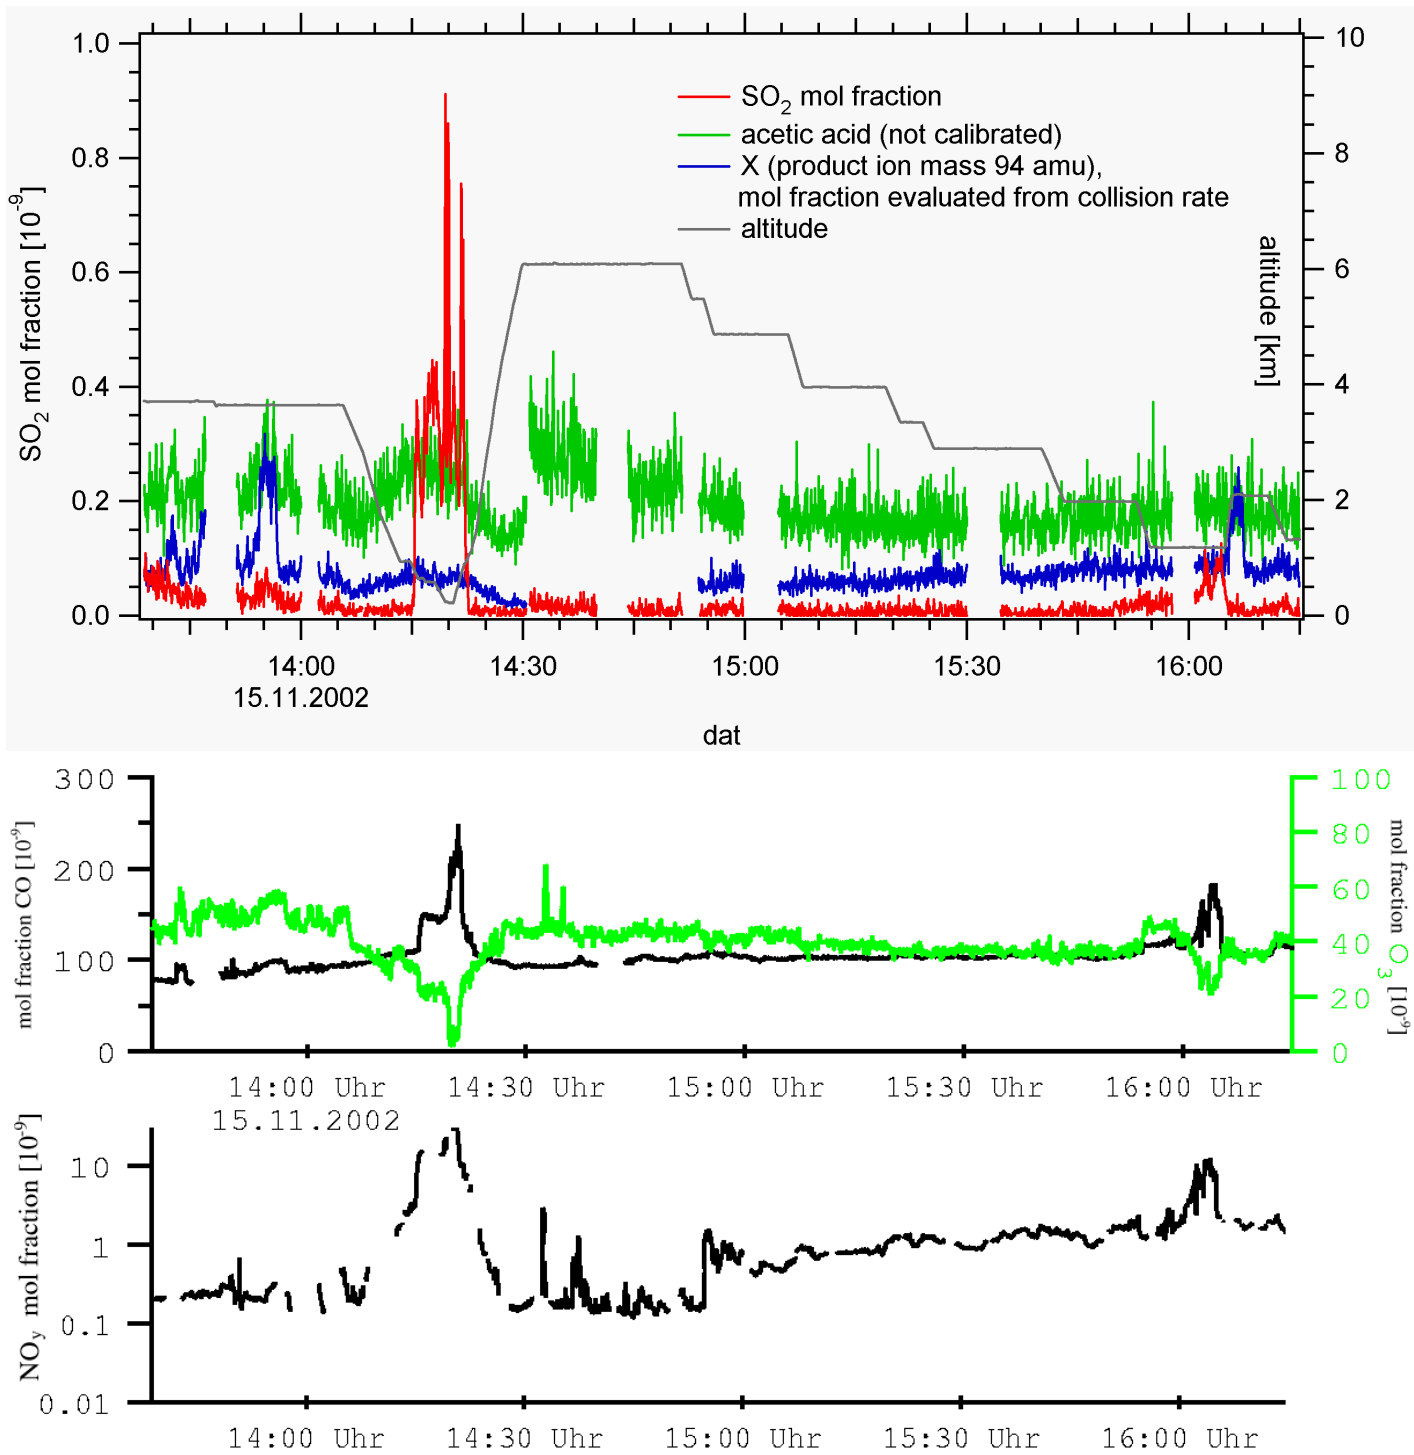 1.0
0.8
0.6
0.4
0.2
0.0
SO2 mol fraction [10-9]
10
8
6
4
2
0
altitude [km]
SO2 mol fraction
acetic acid (not calibrated)
X (product ion mass 94 amu),
mol fraction evaluated from collision rate
altitude
14:00
14:30
15:00
15:30
16:00
15.11.2002
dat
300
200
100
0
mol fraction CO [10-9]
100
80
60
40
20
0
mol fraction O3 [10-9]
14:00 Uhr
14:30 Uhr
15:00 Uhr
15:30 Uhr
16:00 Uhr
15.11.2002
10
1
0.1
0.01
NOy mol fraction [10-9]
14:00 Uhr
14:30 Uhr
15:00 Uhr
15:30 Uhr
16:00 Uhr